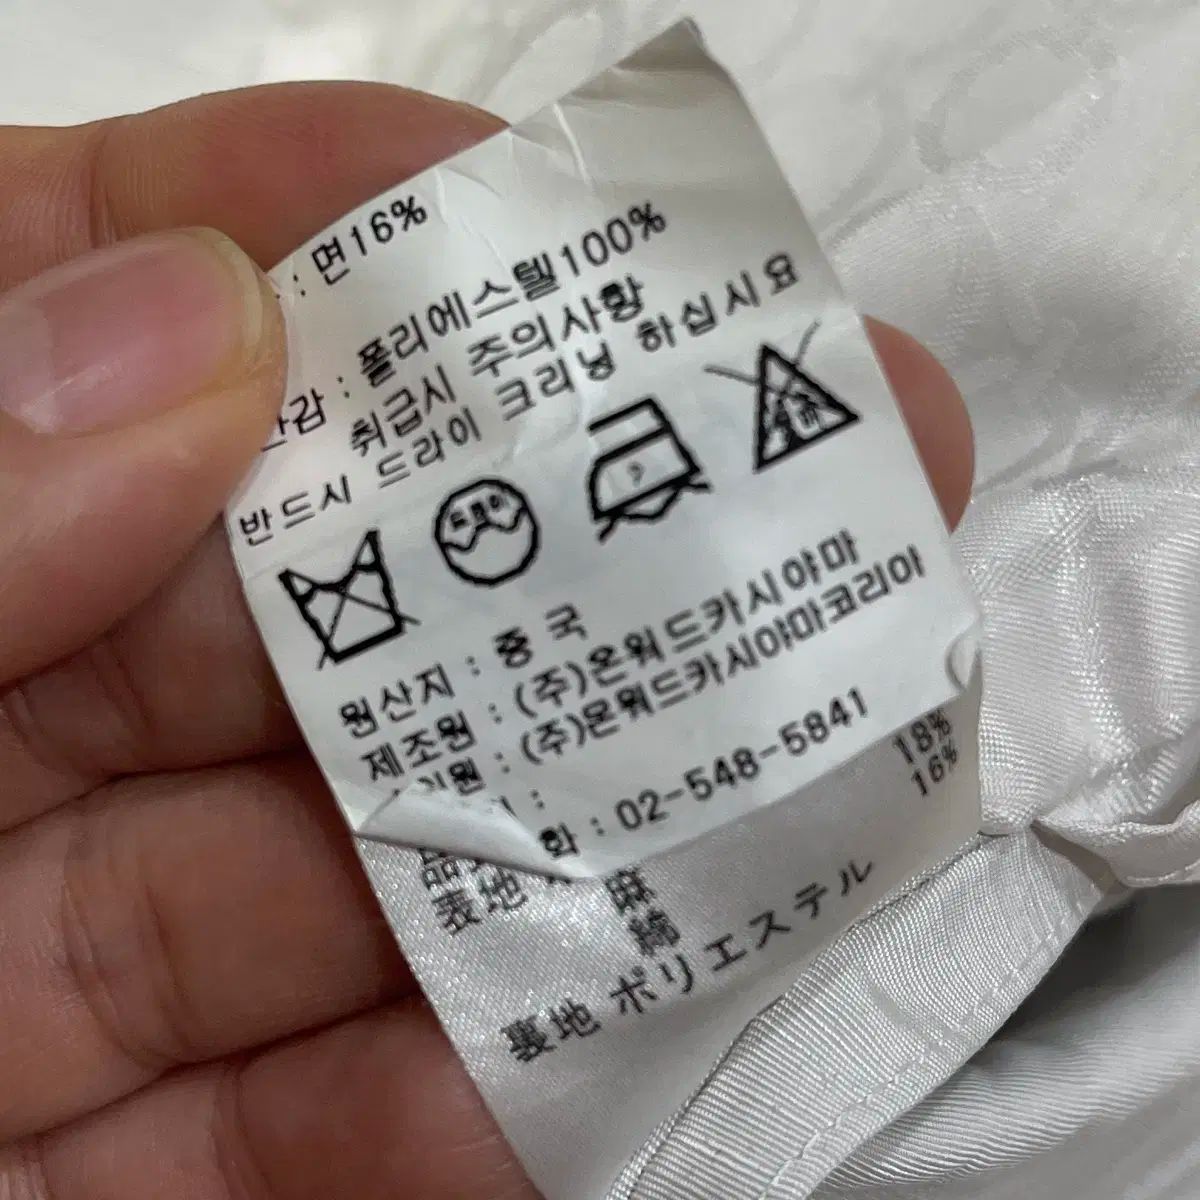 : 면16%
안감 : 폴리에스텔100%
취급시 주의사항
반드시 드라이 크리닝 하십시요
드라이
원산지 : 중국
제조원 : (주)온워드카시야마
(주)온워드카시야마코리아
:
화 : 02-548-5841
18%
16%
表地
麻
綿
裏地 ポリエステル